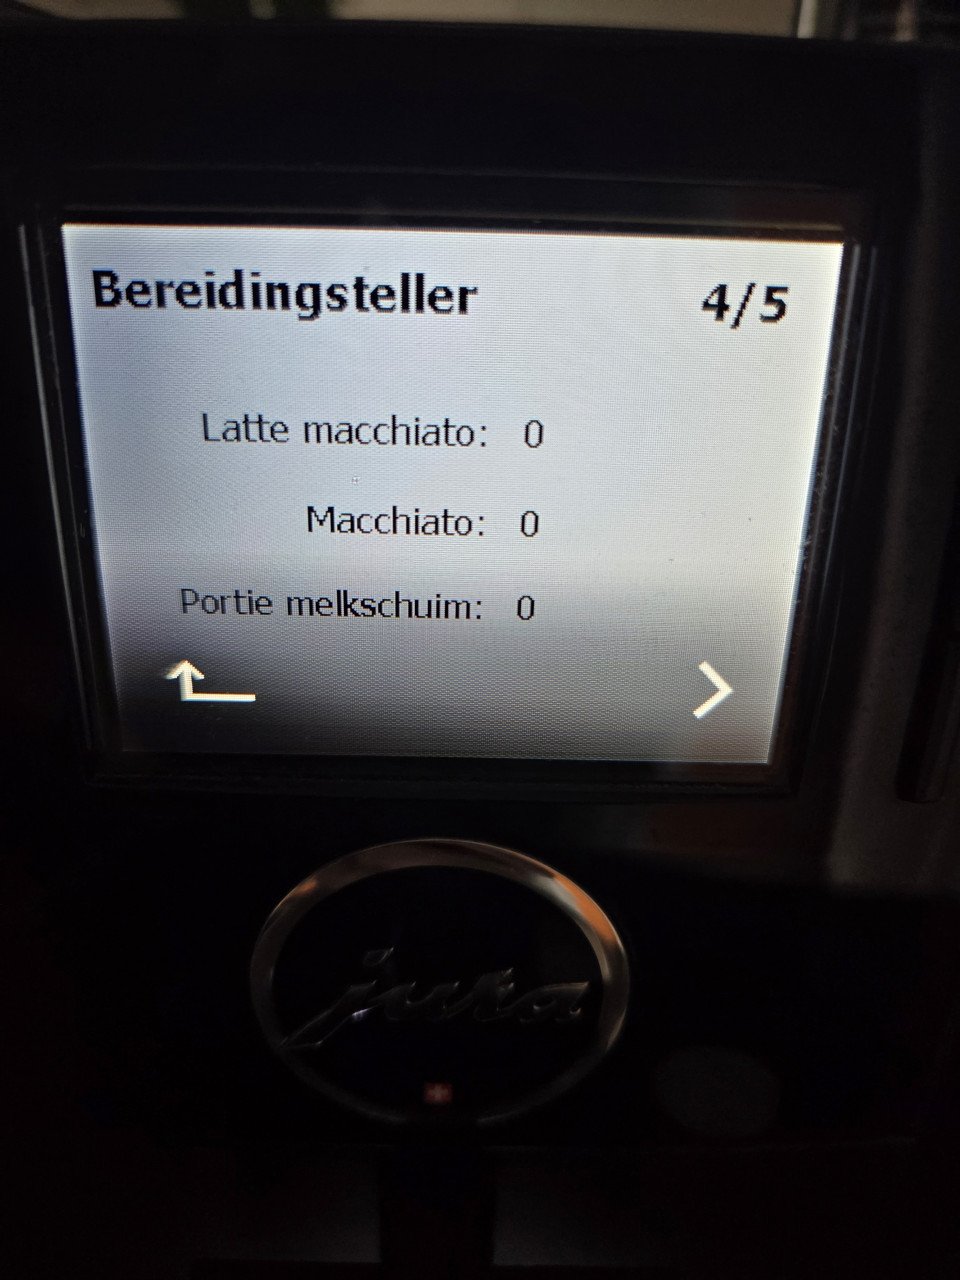 Bereidingsteller 4/5
Latte macchiato: 0
Macchiato: 0
Portie melkschuim: 0
jura